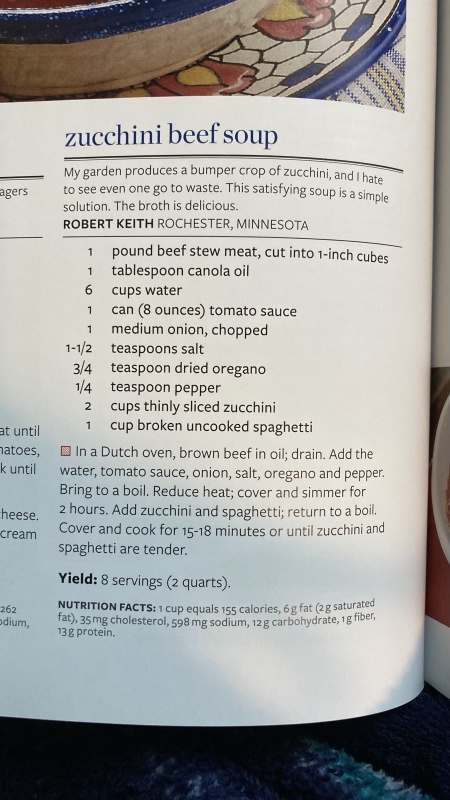 zucchini beef soup
My garden produces a bumper crop of zucchini, and I hate
to see even one go to waste. This satisfying soup is a simple
solution. The broth is delicious.
ROBERT KEITH ROCHESTER, MINNESOTA
1 pound beef stew meat, cut into 1-inch cubes
1 tablespoon canola oil
6 cups water
1 can (8 ounces) tomato sauce
1 medium onion, chopped
1-1/2 teaspoons salt
3/4 teaspoon dried oregano
1/4 teaspoon pepper
2 cups thinly sliced zucchini
1 cup broken uncooked spaghetti
In a Dutch oven, brown beef in oil; drain. Add the
water, tomato sauce, onion, salt, oregano and pepper.
Bring to a boil. Reduce heat; cover and simmer for
2 hours. Add zucchini and spaghetti; return to a boil.
Cover and cook for 15-18 minutes or until zucchini and
spaghetti are tender.
Yield: 8 servings (2 quarts).
NUTRITION FACTS: 1 cup equals 155 calories, 6 g fat (2 g saturated
fat), 35 mg cholesterol, 598 mg sodium, 12 g carbohydrate, 1 g fiber,
13 g protein.
agers
at until
natoes,
k until
cheese.
cream
262
odium,